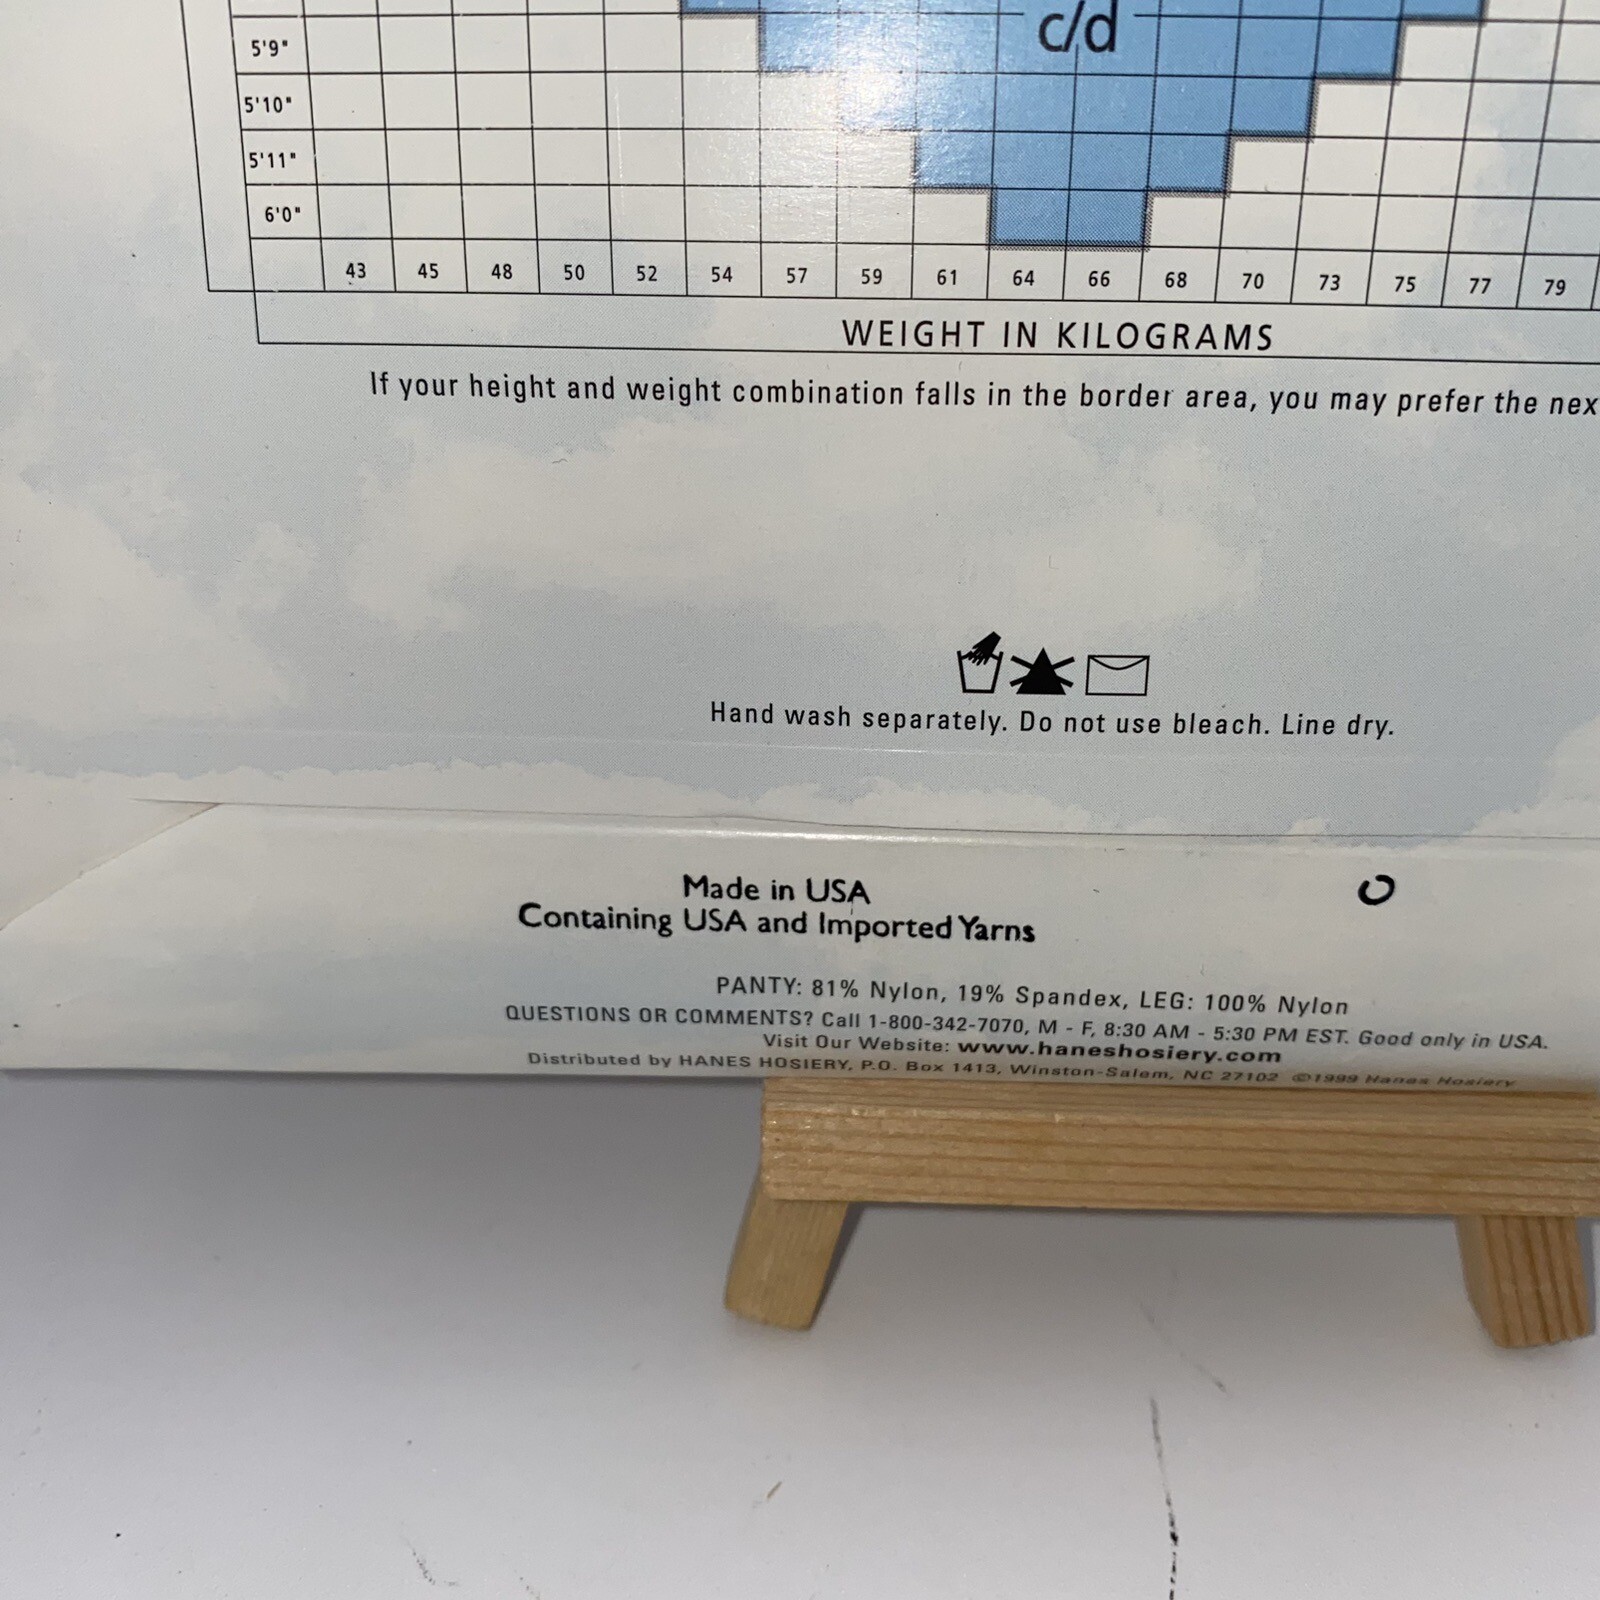 c/d
5'9"
5'10"
5'11"
6'0"
43 45 48 50 52 54 57 59 61 64 66 68 70 73 75 77 79
WEIGHT IN KILOGRAMS
If your height and weight combination falls in the border area, you may prefer the nex
Hand wash separately. Do not use bleach. Line dry.
Made in USA
Containing USA and Imported Yarns
PANTY: 81% Nylon, 19% Spandex, LEG: 100% Nylon
QUESTIONS OR COMMENTS? Call 1-800-342-7070, M - F, 8:30 AM - 5:30 PM EST. Good only in USA.
Visit Our Website: www.haneshosiery.com
Distributed by HANES HOSIERY, P.O. Box 1413, Winston-Salem, NC 27102 ©1999 Hanes Hosiery